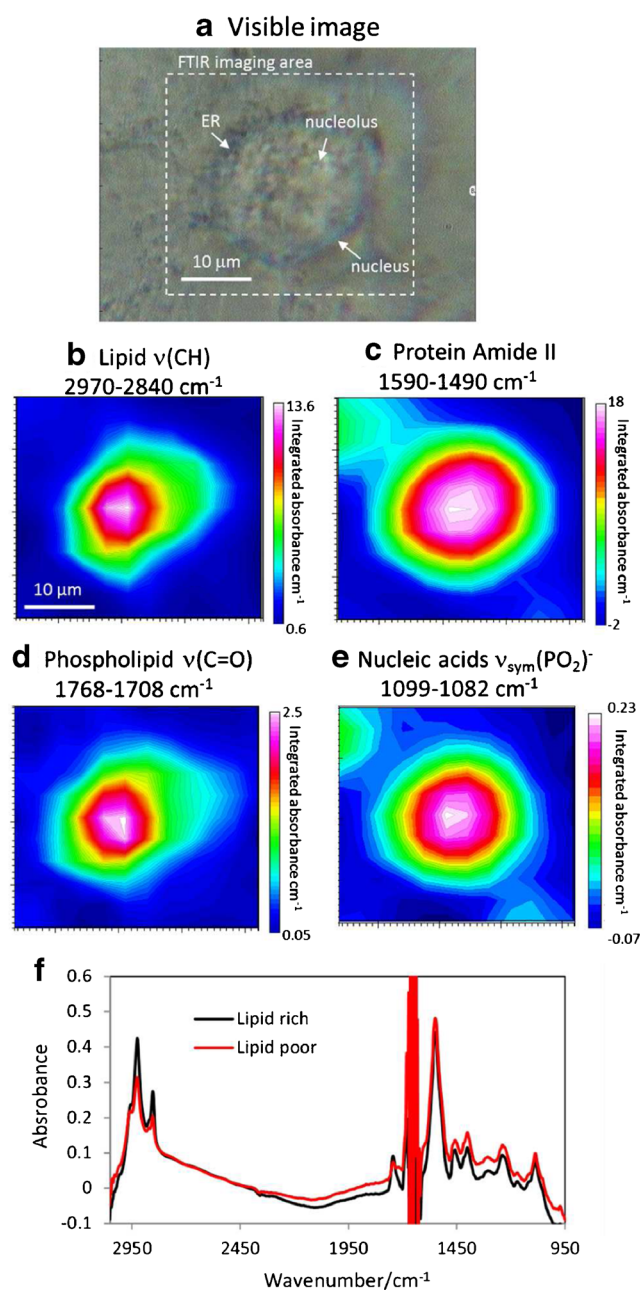 a Visible image
FTIR imaging area
ER
nucleolus
10 µm
nucleus
b Lipid ν(CH)
2970-2840 cm⁻¹
13.6
Integrated absorbance cm⁻¹
0.6
10 µm
c Protein Amide II
1590-1490 cm⁻¹
18
Integrated absorbance cm⁻¹
-2
d Phospholipid ν(C=O)
1768-1708 cm⁻¹
2.5
Integrated absorbance cm⁻¹
0.05
e Nucleic acids νsym(PO₂)⁻
1099-1082 cm⁻¹
0.23
Integrated absorbance cm⁻¹
-0.07
f
0.6
0.5
0.4
0.3
0.2
0.1
0
-0.1
Absrobance
Lipid rich
Lipid poor
2950 2450 1950 1450 950
Wavenumber/cm⁻¹